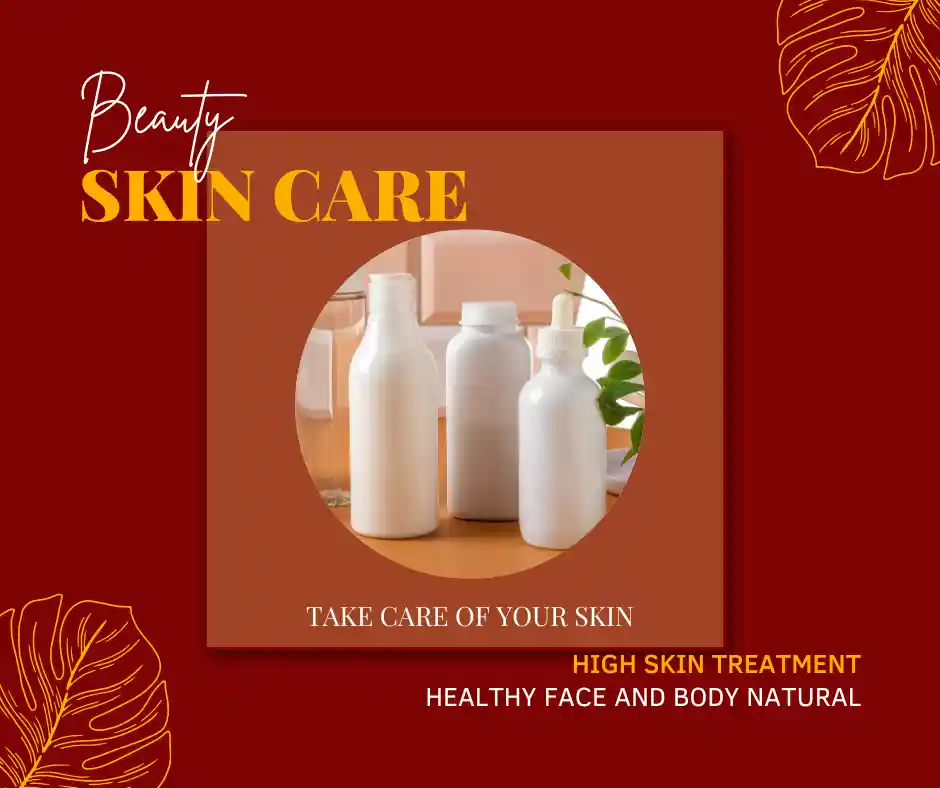 Beauty
SKIN CARE
TAKE CARE OF YOUR SKIN
HIGH SKIN TREATMENT
HEALTHY FACE AND BODY NATURAL